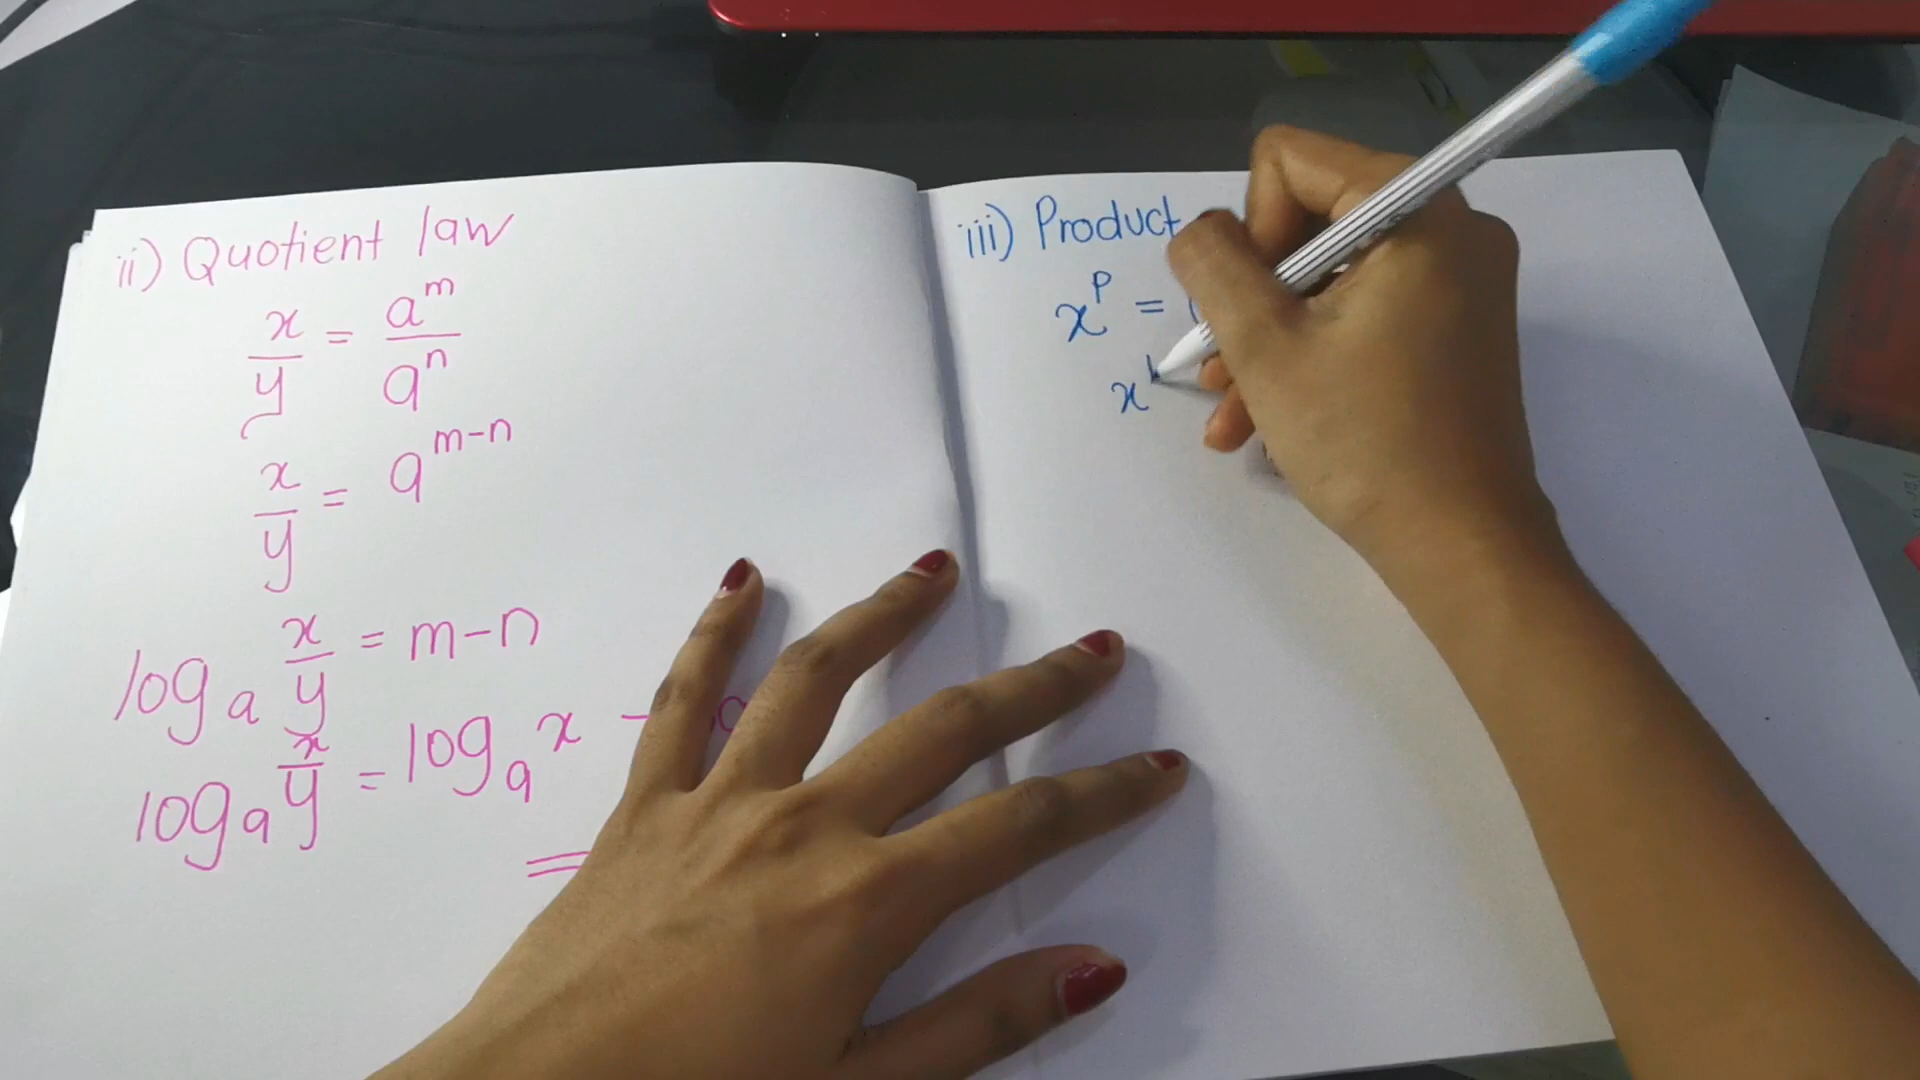 ii) Quotient law
x/y = a^m/a^n
x/y = a^(m-n)
log_a x/y = m-n
log_a x/y = log_a x -
=
iii) Product
x^p = (
x